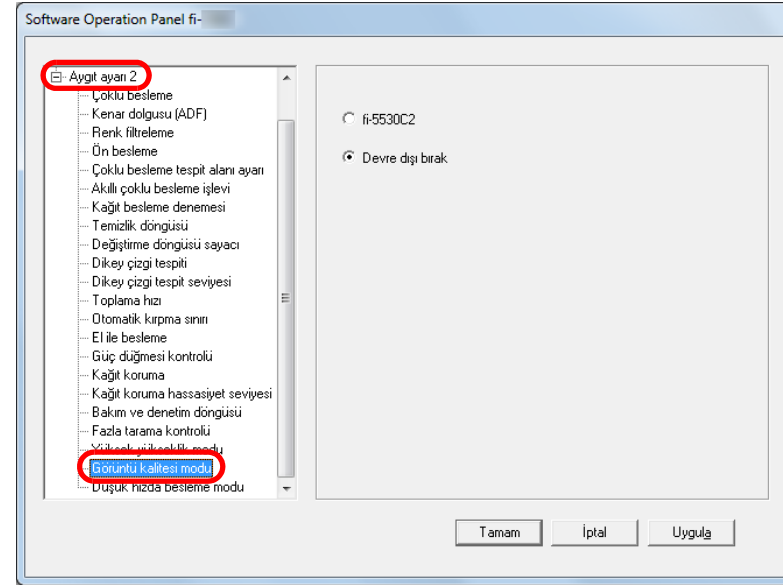 Software Operation Panel fi-
Aygıt ayarı 2
Çoklu besleme
Kenar dolgusu (ADF)
Renk filtreleme
Ön besleme
Çoklu besleme tespit alanı ayarı
Akıllı çoklu besleme işlevi
Kağıt besleme denemesi
Temizlik döngüsü
Değiştirme döngüsü sayacı
Dikey çizgi tespiti
Dikey çizgi tespit seviyesi
Toplama hızı
Otomatik kırpma sınırı
El ile besleme
Güç düğmesi kontrolü
Kağıt koruma
Kağıt koruma hassasiyet seviyesi
Bakım ve denetim döngüsü
Fazla tarama kontrolü
Yüksek yükseklik modu
Görüntü kalitesi modu
Düşük hızda besleme modu
fi-5530C2
Devre dışı bırak
Tamam
İptal
Uygula